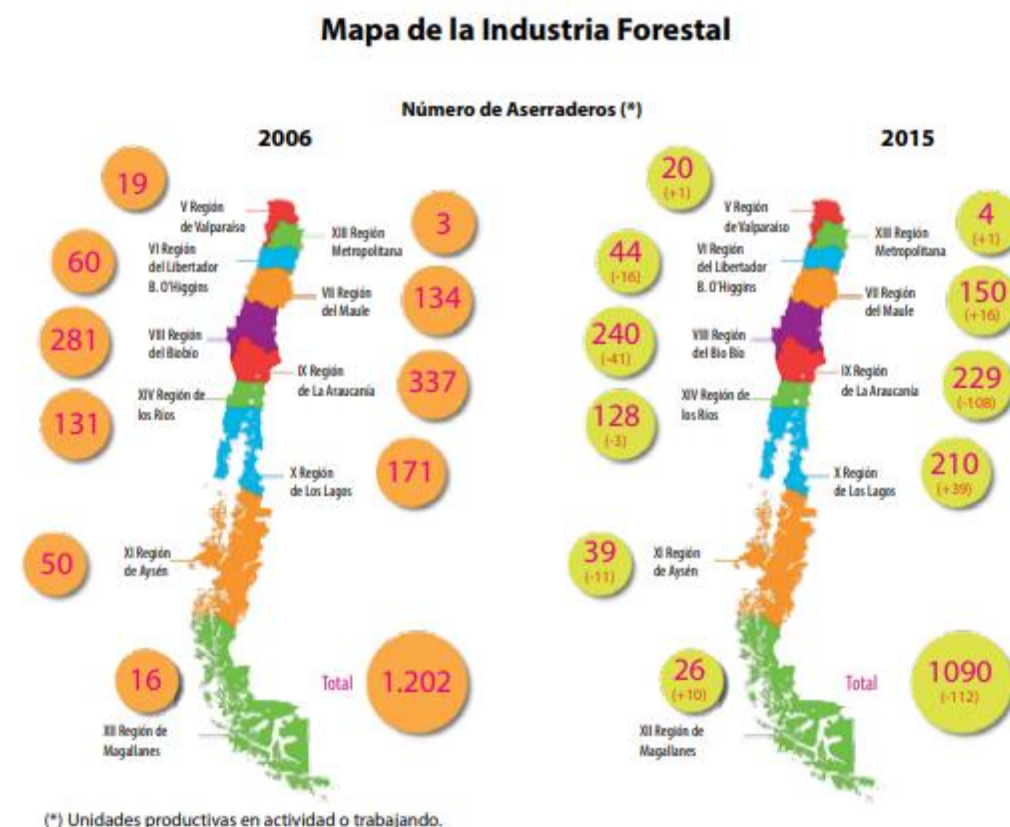 Mapa de la Industria Forestal
Número de Aserraderos (*)
2006
19
V Región
de Valparaíso
3
XIII Región
Metropolitana
60
VI Región
del Libertador
B. O'Higgins
134
VII Región
del Maule
281
VIII Región
del Biobío
337
IX Región
de La Araucanía
131
XIV Región de
los Ríos
171
X Región
de Los Lagos
50
XI Región
de Aysén
16
XII Región de
Magallanes
Total
1.202
2015
20
(+1)
V Región
de Valparaíso
4
(+1)
XIII Región
Metropolitana
44
(-16)
VI Región
del Libertador
B. O'Higgins
150
(+16)
VII Región
del Maule
240
(-41)
VIII Región
del Bio Bío
229
(-108)
IX Región
de La Araucanía
128
(-3)
XIV Región de
los Ríos
210
(+39)
X Región
de Los Lagos
39
(-11)
XI Región
de Aysén
26
(+10)
XII Región de
Magallanes
Total
1090
(-112)
(*) Unidades productivas en actividad o trabajando.